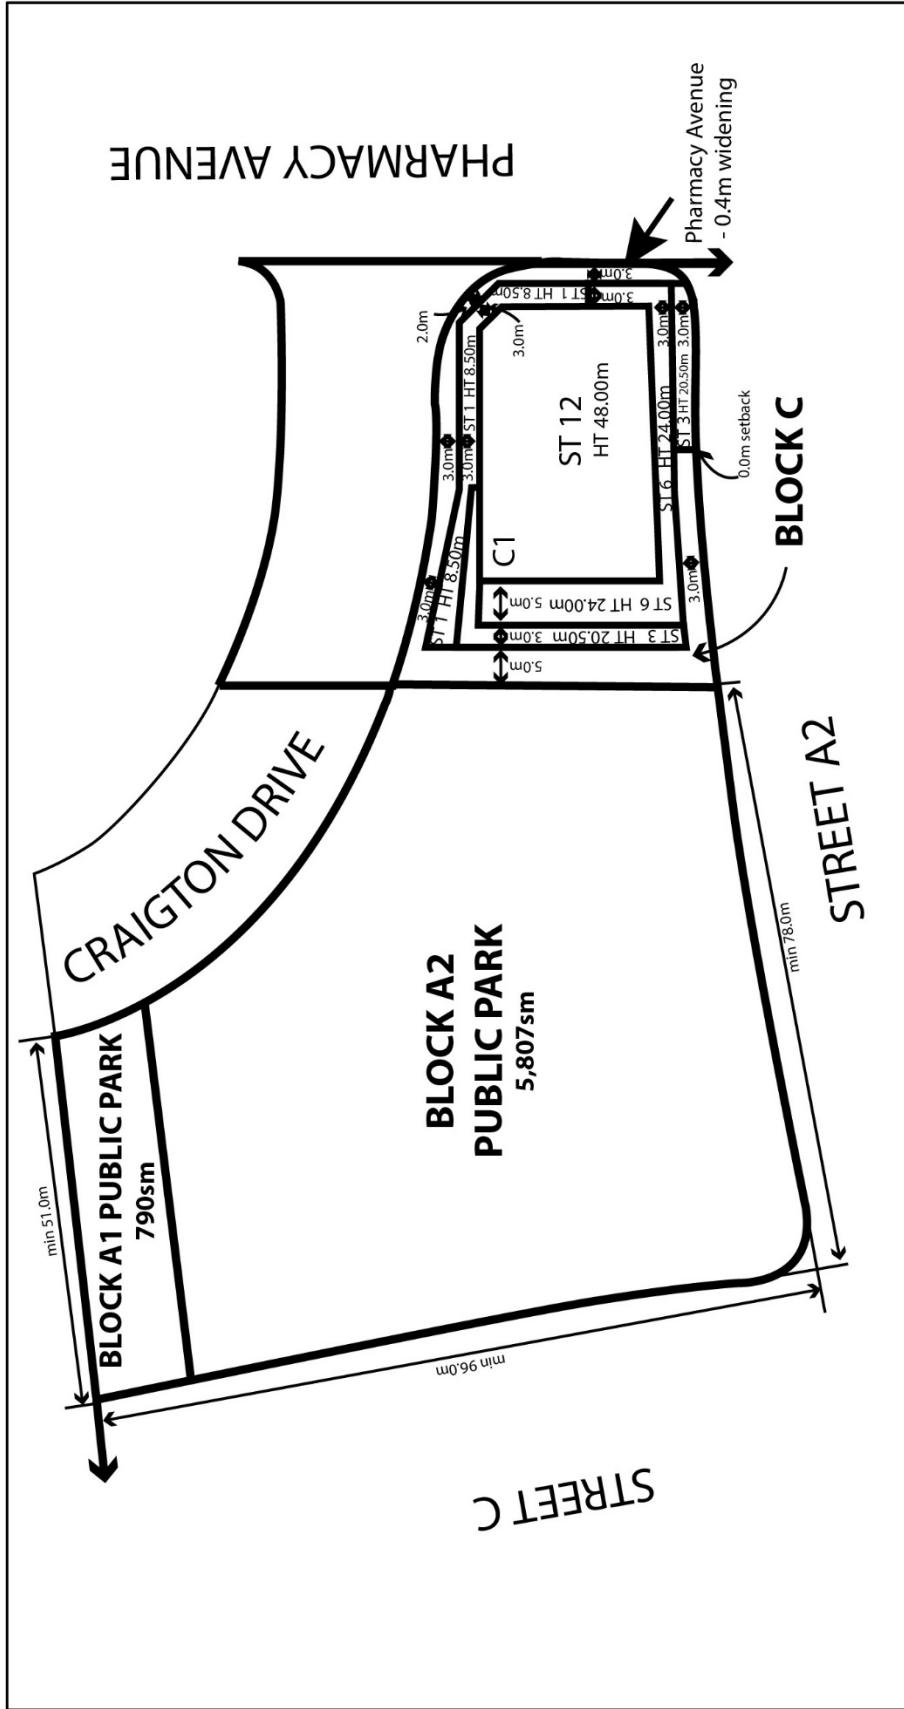 PHARMACY AVENUE
Pharmacy Avenue
- 0.4m widening
3.0m
ST 1 HT 8.50m
3.0m
2.0m
3.0m
ST 1 HT 8.50m
3.0m
3.0m
ST 12
HT 48.00m
C1
3.0m
3.0m
ST 3 HT 20.50m
ST 6 HT 24.00m
0.0m setback
BLOCK C
3.0m
ST 1 HT 8.50m
3.0m
5.0m
ST 6 HT 24.00m
3.0m
ST 3 HT 20.50m
5.0m
CRAIGTON DRIVE
STREET A2
min 78.0m
BLOCK A2
PUBLIC PARK
5,807sm
BLOCK A1 PUBLIC PARK
790sm
min 51.0m
min 96.0m
STREET C